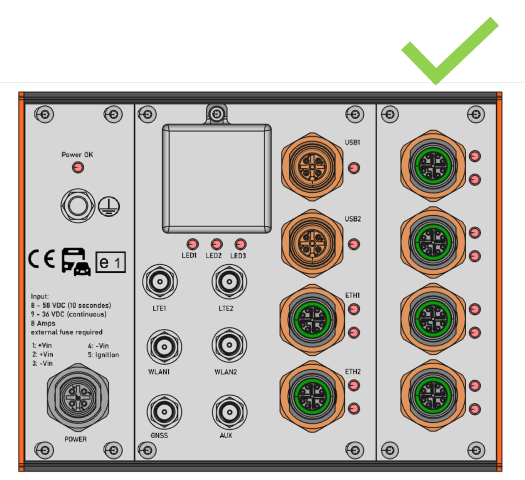 Power OK
USB1
USB2
LED1 LED2 LED3
CE
e 1
LTE1 LTE2
ETH1
Input:
8 - 58 VDC (10 secondes)
9 - 36 VDC (continuous)
8 Amps
external fuse required
1: +Vin 4: -Vin
2: +Vin 5: Ignition
3: -Vin
WLAN1 WLAN2
ETH2
POWER
GNSS AUX